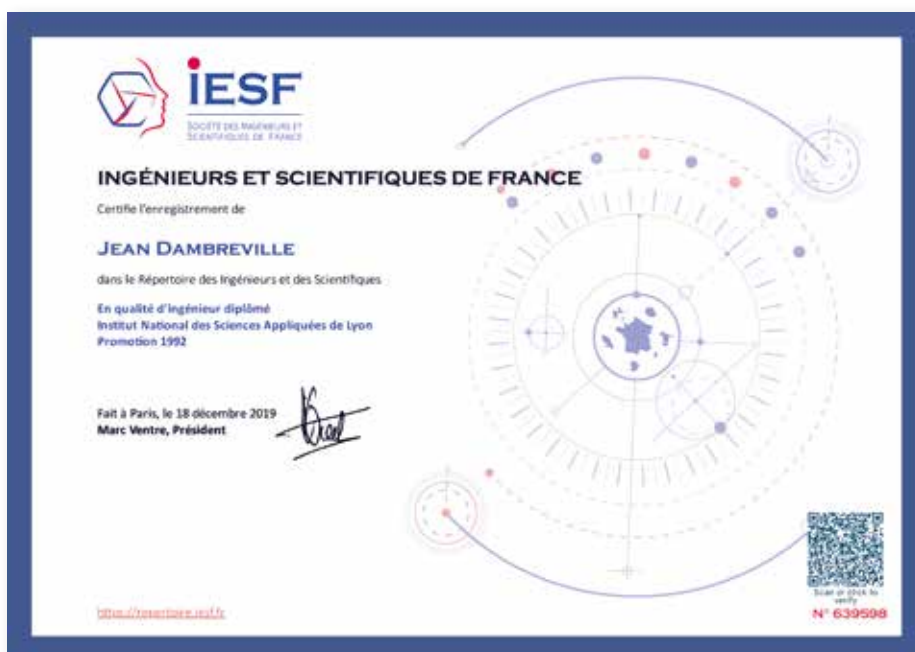 iESF
SOCIÉTÉ DES INGÉNIEURS ET
SCIENTIFIQUES DE FRANCE
INGÉNIEURS ET SCIENTIFIQUES DE FRANCE
Certifie l'enregistrement de
JEAN DAMBREVILLE
dans le Répertoire des Ingénieurs et des Scientifiques
En qualité d'ingénieur diplômé
Institut National des Sciences Appliquées de Lyon
Promotion 1992
Fait à Paris, le 18 décembre 2019
Marc Ventre, Président
Scan or click to
verify
https://repertoire.iesf.fr
N° 639598